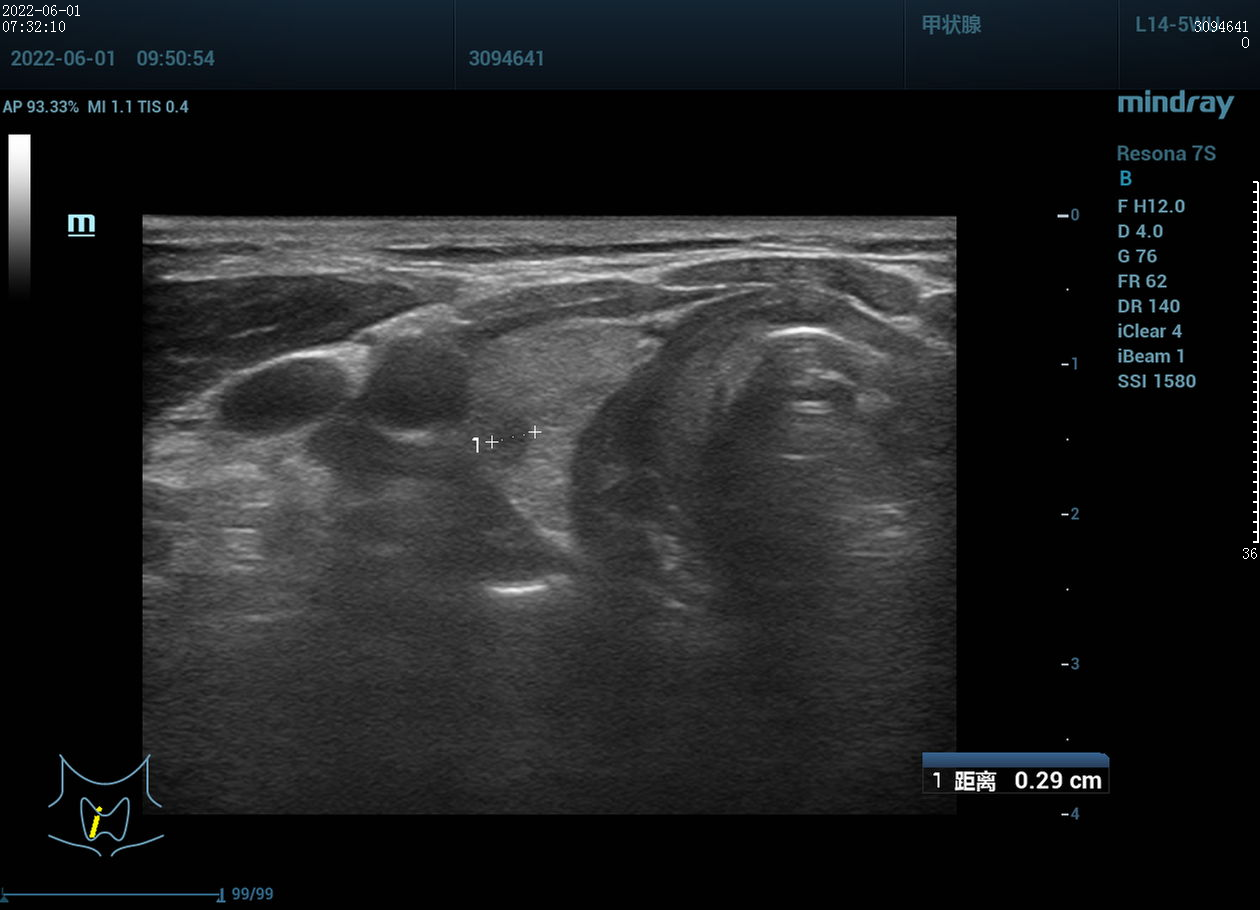 2022-06-01
07:32:10
2022-06-01 09:50:54
3094641
甲状腺
3094641
0
AP 93.33% MI 1.1 TIS 0.4
mindray
Resona 7S
B
F H12.0
D 4.0
G 76
FR 62
DR 140
iClear 4
iBeam 1
SSI 1580
m
0
1
2
3
4
36
1
1 距离 0.29 cm
99/99